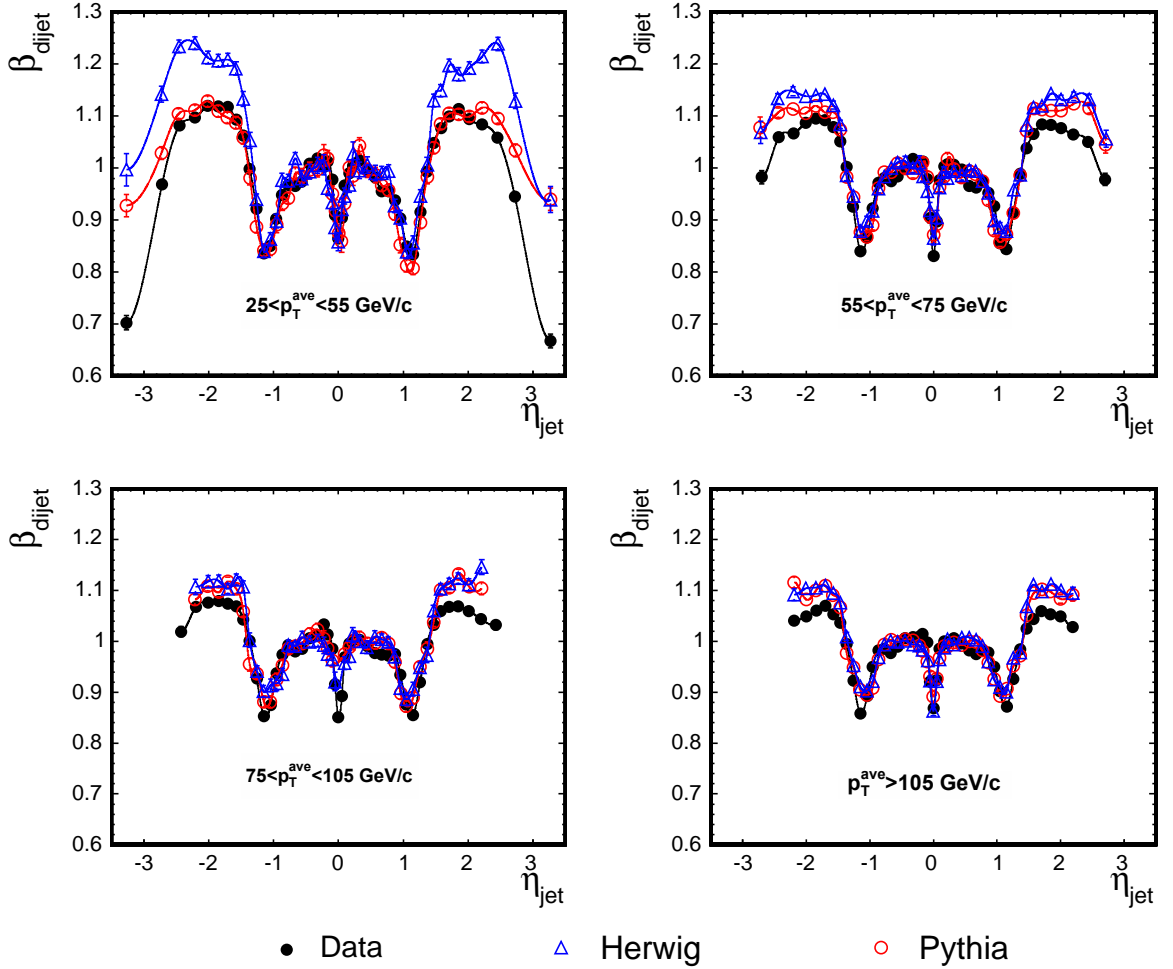 β_dijet
1.3
1.2
1.1
1
0.9
0.8
0.7
0.6
25<p_T^ave<55 GeV/c
-3 -2 -1 0 1 2 3
η_jet
β_dijet
1.3
1.2
1.1
1
0.9
0.8
0.7
0.6
55<p_T^ave<75 GeV/c
-3 -2 -1 0 1 2 3
η_jet
β_dijet
1.3
1.2
1.1
1
0.9
0.8
0.7
0.6
75<p_T^ave<105 GeV/c
-3 -2 -1 0 1 2 3
η_jet
β_dijet
1.3
1.2
1.1
1
0.9
0.8
0.7
0.6
p_T^ave>105 GeV/c
-3 -2 -1 0 1 2 3
η_jet
Data Herwig Pythia